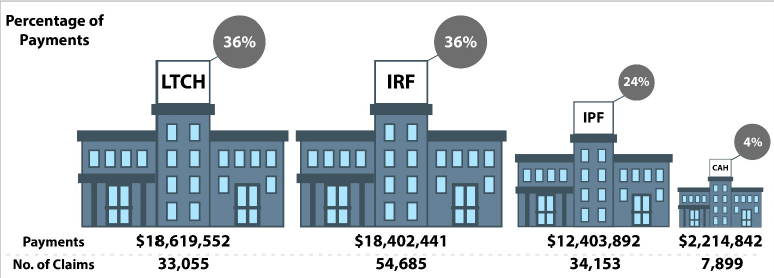 Percentage of
Payments
36%
36%
24%
4%
LTCH
IRF
IPF
CAH
Payments $18,619,552 $18,402,441 $12,403,892 $2,214,842
No. of Claims 33,055 54,685 34,153 7,899